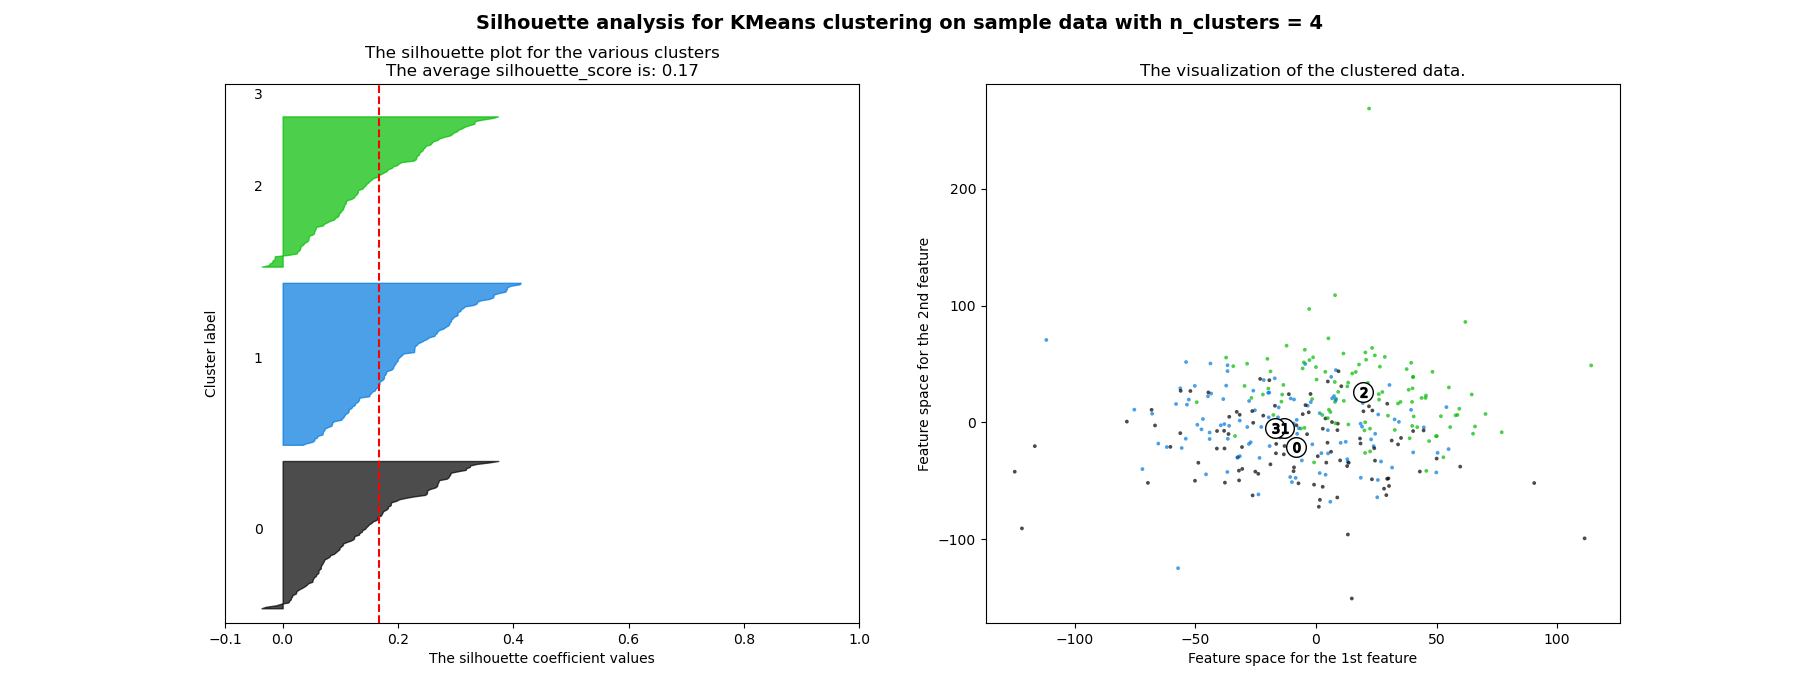 Silhouette analysis for KMeans clustering on sample data with n_clusters = 4
The silhouette plot for the various clusters
The average silhouette_score is: 0.17
3
2
1
0
Cluster label
−0.1 0.0 0.2 0.4 0.6 0.8 1.0
The silhouette coefficient values
The visualization of the clustered data.
200
100
0
−100
Feature space for the 2nd feature
2
3 1
0
−100 −50 0 50 100
Feature space for the 1st feature